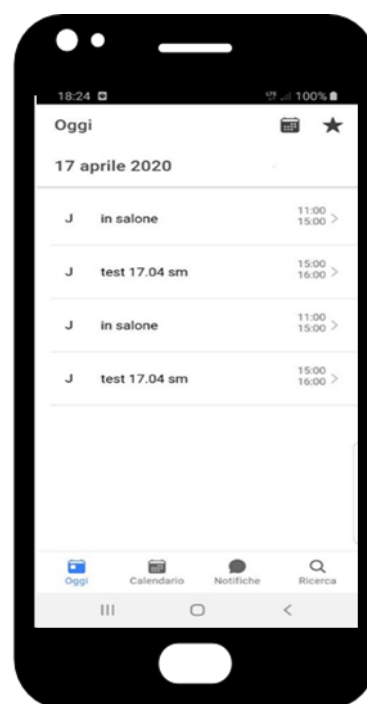 18:24 100%
Oggi
17 aprile 2020
J in salone 11:00
15:00
J test 17.04 sm 15:00
16:00
J in salone 11:00
15:00
J test 17.04 sm 15:00
16:00
Oggi Calendario Notifiche Ricerca